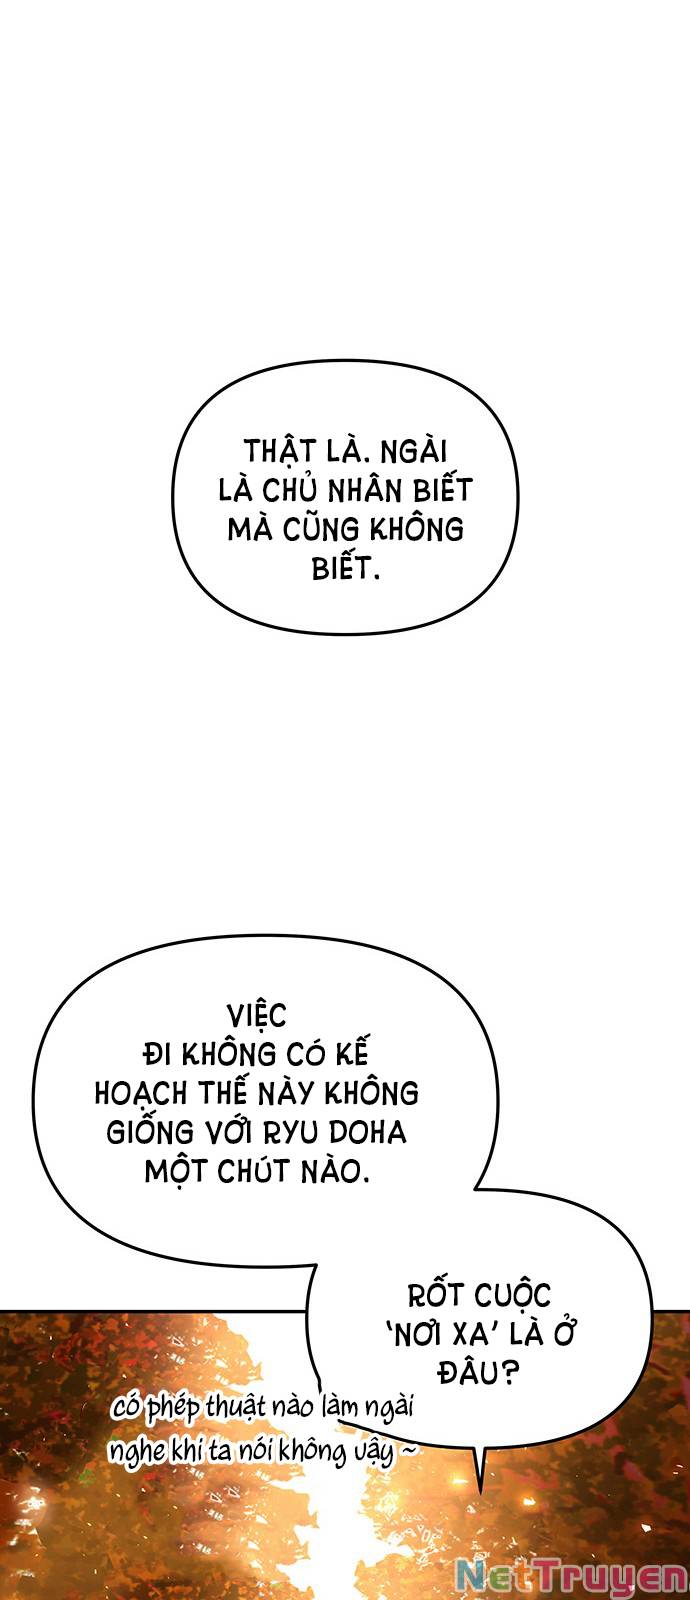 THẬT LÀ. NGÀI
LÀ CHỦ NHÂN BIẾT
MÀ CŨNG KHÔNG
BIẾT.
VIỆC
ĐI KHÔNG CÓ KẾ
HOẠCH THẾ NÀY KHÔNG
GIỐNG VỚI RYU DOHA
MỘT CHÚT NÀO.
RỐT CUỘC
‘NƠI XA’ LÀ Ở
ĐÂU?
có phép thuật nào làm ngài
nghe khi ta nói không vậy ~
NetTruyen